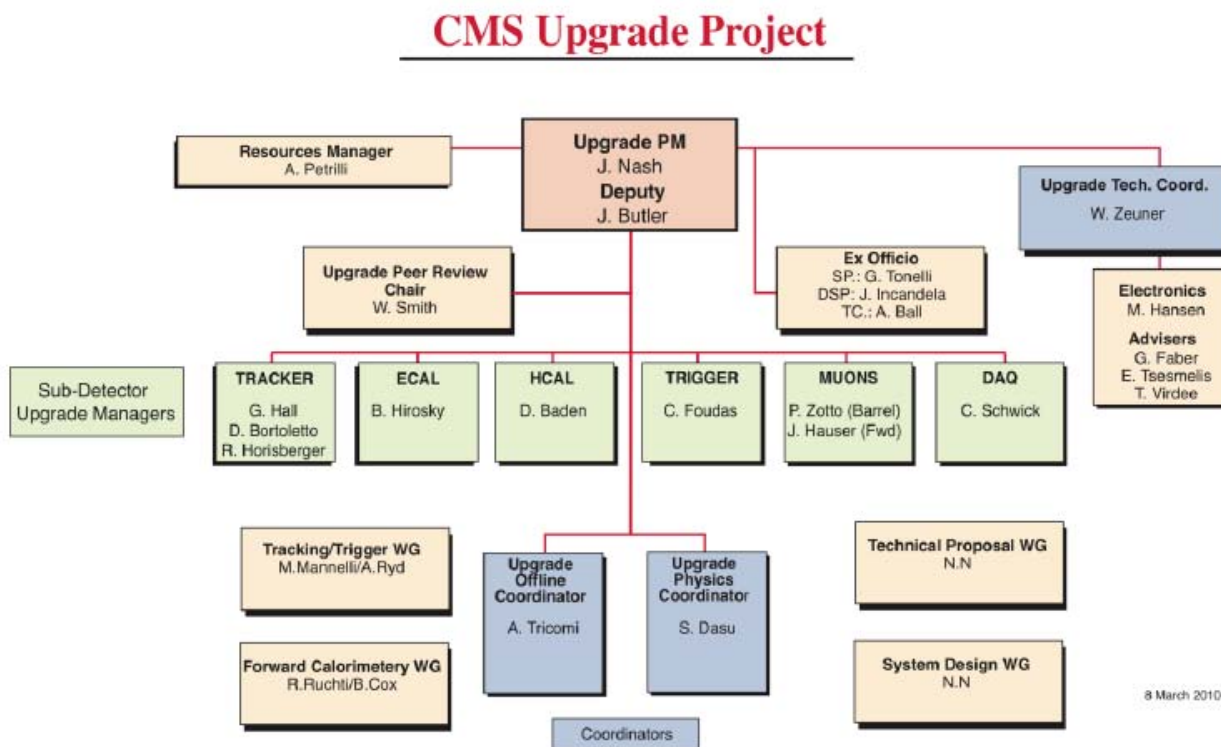 CMS Upgrade Project
Resources Manager
A. Petrilli
Upgrade PM
J. Nash
Deputy
J. Butler
Upgrade Tech. Coord.
W. Zeuner
Upgrade Peer Review
Chair
W. Smith
Ex Officio
SP.: G. Tonelli
DSP: J. Incandela
TC.: A. Ball
Electronics
M. Hansen
Advisers
G. Faber
E. Tsesmelis
T. Virdee
Sub-Detector
Upgrade Managers
TRACKER
G. Hall
D. Bortoletto
R. Horisberger
ECAL
B. Hirosky
HCAL
D. Baden
TRIGGER
C. Foudas
MUONS
P. Zotto (Barrel)
J. Hauser (Fwd)
DAQ
C. Schwick
Tracking/Trigger WG
M.Mannelli/A.Ryd
Upgrade
Offline
Coordinator
A. Tricomi
Upgrade
Physics
Coordinator
S. Dasu
Technical Proposal WG
N.N
Forward Calorimetery WG
R.Ruchti/B.Cox
System Design WG
N.N
8 March 2010
Coordinators